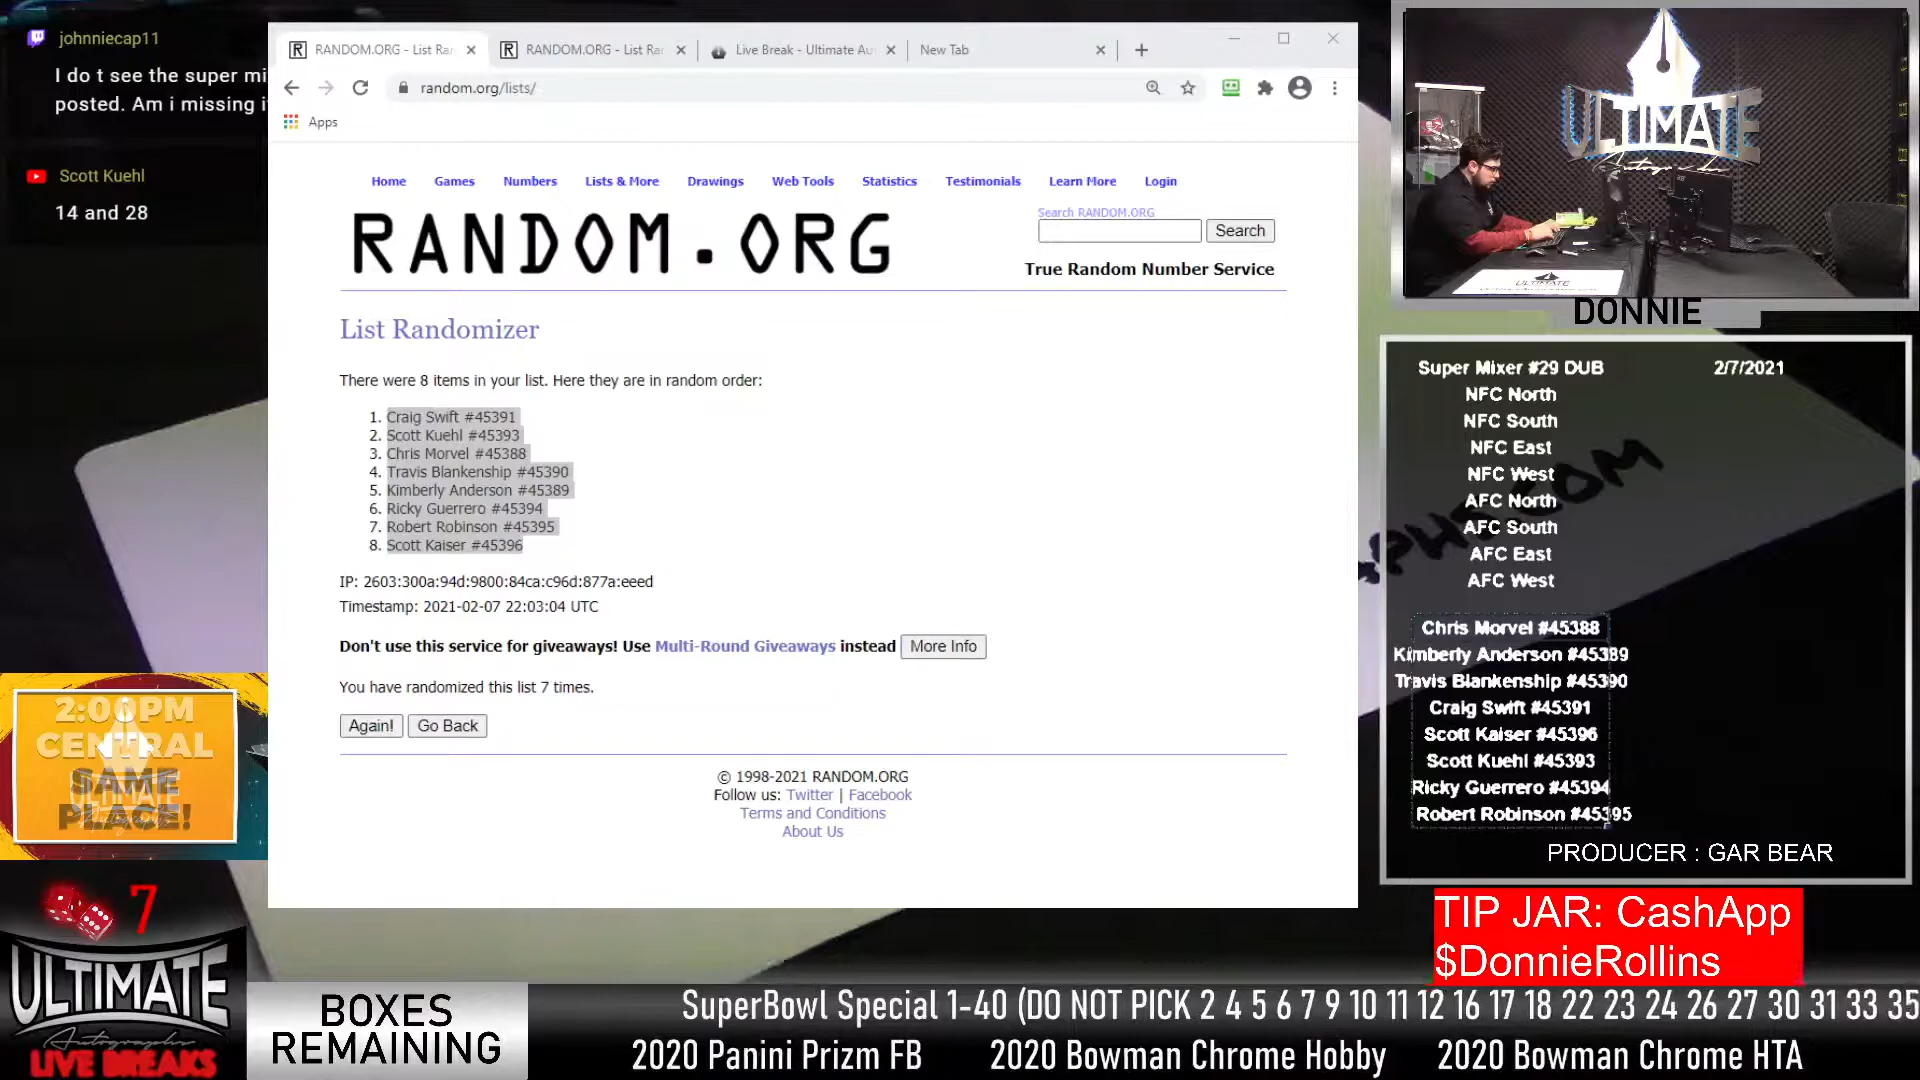 johnniecap11
I do t see the super mi
posted. Am i missing i
Scott Kuehl
14 and 28
RANDOM.ORG - List Ra
RANDOM.ORG - List Ra
Live Break - Ultimate Au
New Tab
random.org/lists/
Apps
Home
Games
Numbers
Lists & More
Drawings
Web Tools
Statistics
Testimonials
Learn More
Login
RANDOM.ORG
Search RANDOM.ORG
Search
True Random Number Service
List Randomizer
There were 8 items in your list. Here they are in random order:
1. Craig Swift #45391
2. Scott Kuehl #45393
3. Chris Morvel #45388
4. Travis Blankenship #45390
5. Kimberly Anderson #45389
6. Ricky Guerrero #45394
7. Robert Robinson #45395
8. Scott Kaiser #45396
IP: 2603:300a:94d:9800:84ca:c96d:877a:eeed
Timestamp: 2021-02-07 22:03:04 UTC
Don't use this service for giveaways! Use Multi-Round Giveaways instead More Info
You have randomized this list 7 times.
Again! Go Back
© 1998-2021 RANDOM.ORG
Follow us: Twitter | Facebook
Terms and Conditions
About Us
ULTIMATE
Autographs
ULTIMATE
DONNIE
Super Mixer #29 DUB 2/7/2021
NFC North
NFC South
NFC East
NFC West
AFC North
AFC South
AFC East
AFC West
Chris Morvel #45388
Kimberly Anderson #45389
Travis Blankenship #45390
Craig Swift #45391
Scott Kaiser #45396
Scott Kuehl #45393
Ricky Guerrero #45394
Robert Robinson #45395
PRODUCER : GAR BEAR
TIP JAR: CashApp
$DonnieRollins
2:00PM
CENTRAL
SAME
PLACE!
ULTIMATE
7
ULTIMATE
Autographs
LIVE BREAKS
BOXES
REMAINING
SuperBowl Special 1-40 (DO NOT PICK 2 4 5 6 7 9 10 11 12 16 17 18 22 23 24 26 27 30 31 33 35
2020 Panini Prizm FB 2020 Bowman Chrome Hobby 2020 Bowman Chrome HTA